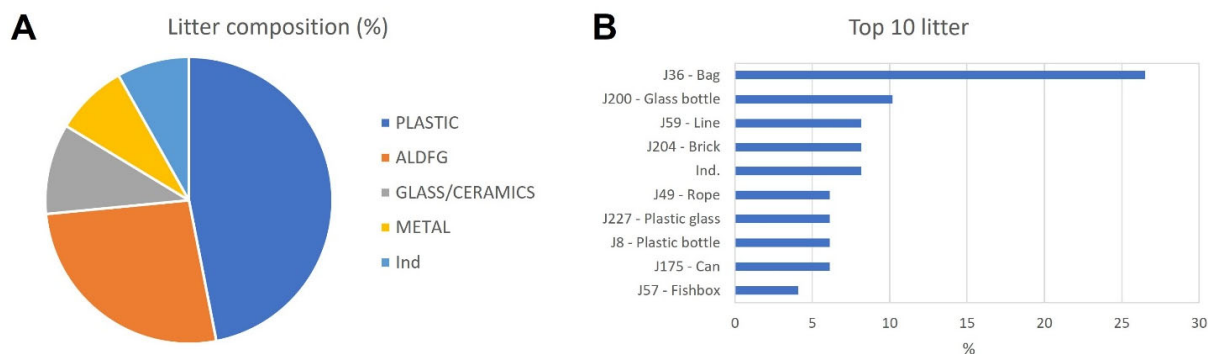 A
Litter composition (%)
PLASTIC
ALDFG
GLASS/CERAMICS
METAL
Ind
B
Top 10 litter
J36 - Bag
J200 - Glass bottle
J59 - Line
J204 - Brick
Ind.
J49 - Rope
J227 - Plastic glass
J8 - Plastic bottle
J175 - Can
J57 - Fishbox
0 5 10 15 20 25 30
%